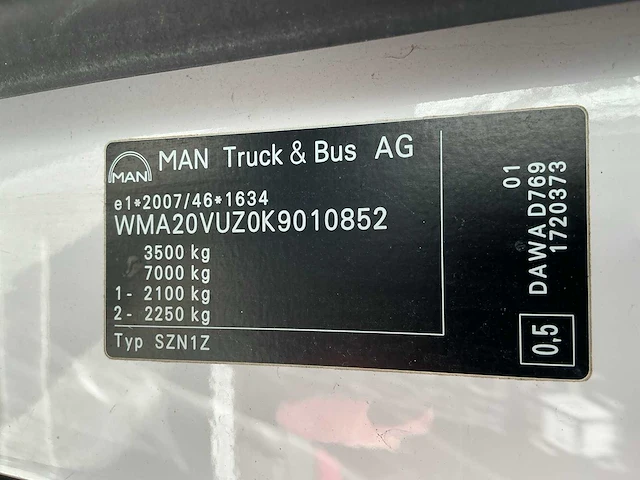 MAN
MAN Truck & Bus AG
e1*2007/46*1634
WMA20VUZ0K9010852
3500 kg
7000 kg
1- 2100 kg
2- 2250 kg
Typ SZN1Z
01
DAWAD769
1720373
0,5